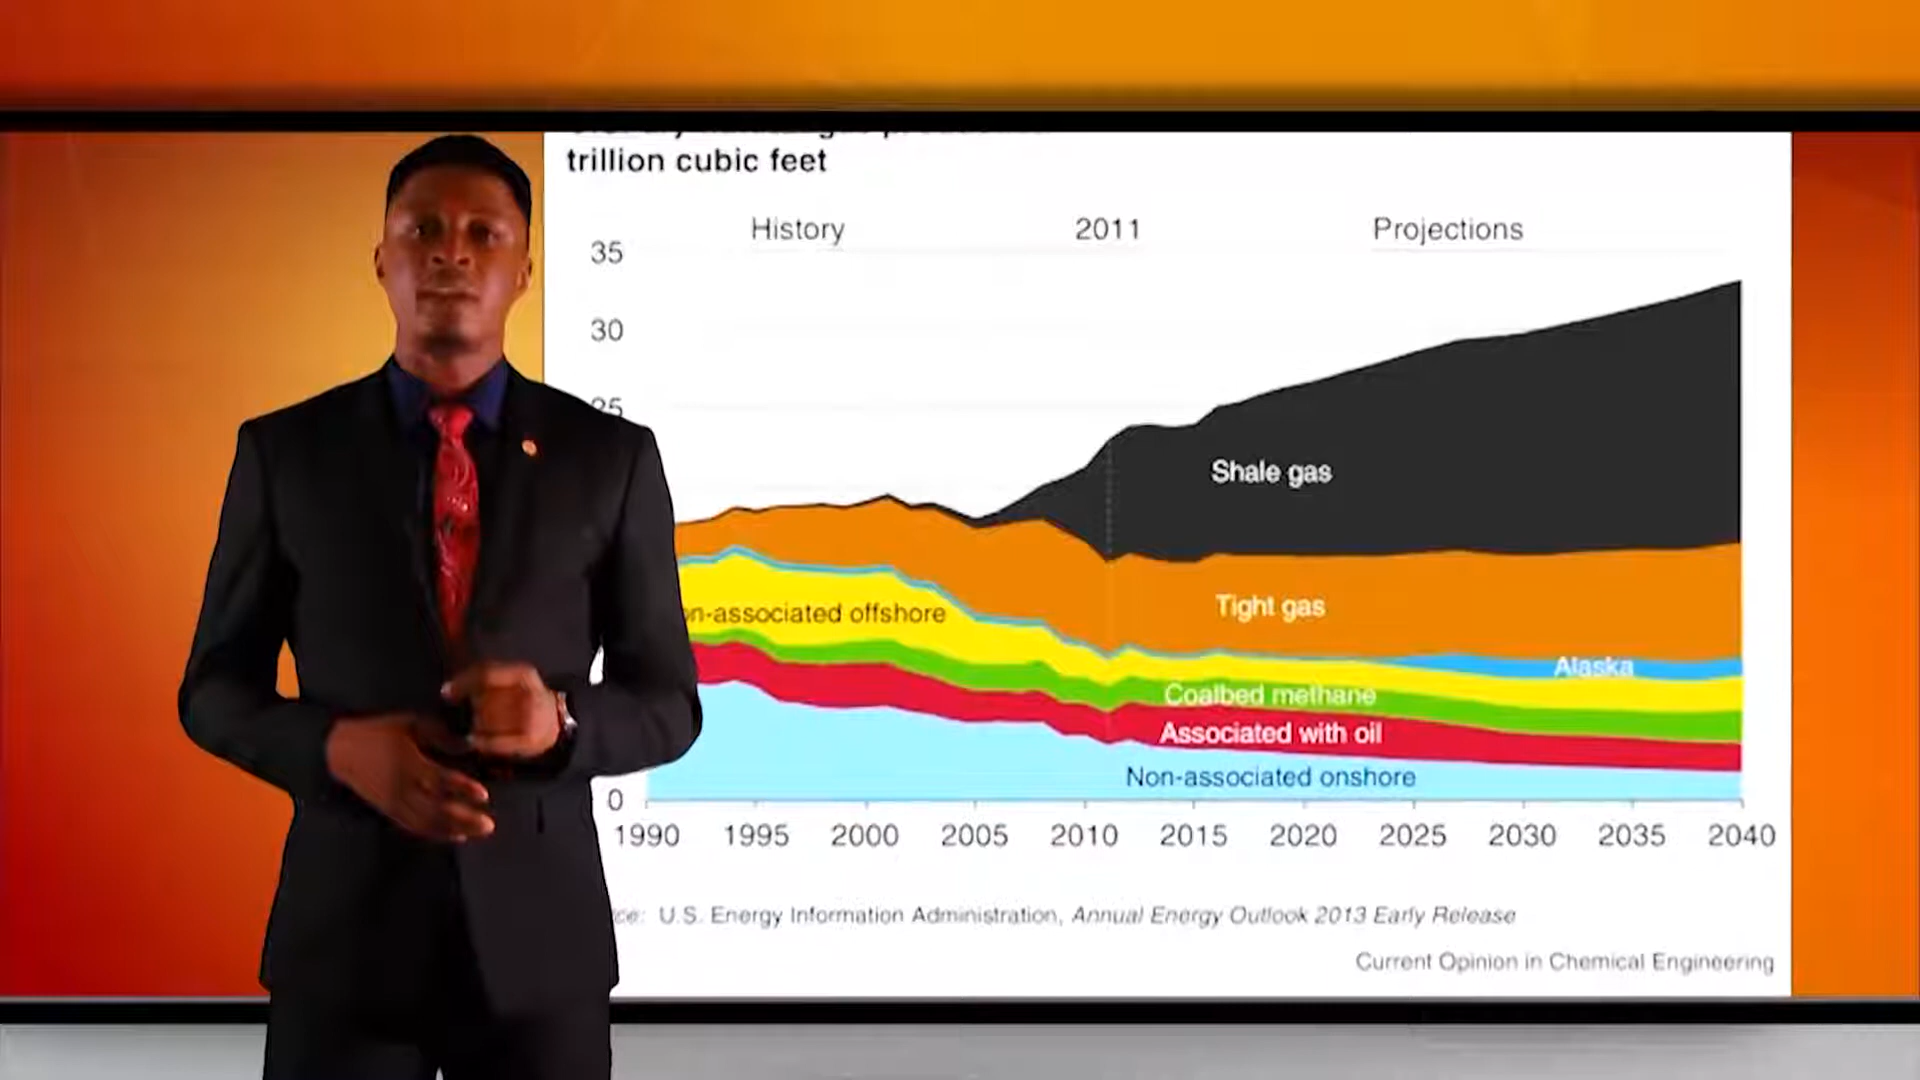 trillion cubic feet
History 2011 Projections
35
30
25
Shale gas
Tight gas
n-associated offshore
Alaska
Coalbed methane
Associated with oil
Non-associated onshore
0
1990 1995 2000 2005 2010 2015 2020 2025 2030 2035 2040
ce: U.S. Energy Information Administration, Annual Energy Outlook 2013 Early Release
Current Opinion in Chemical Engineering